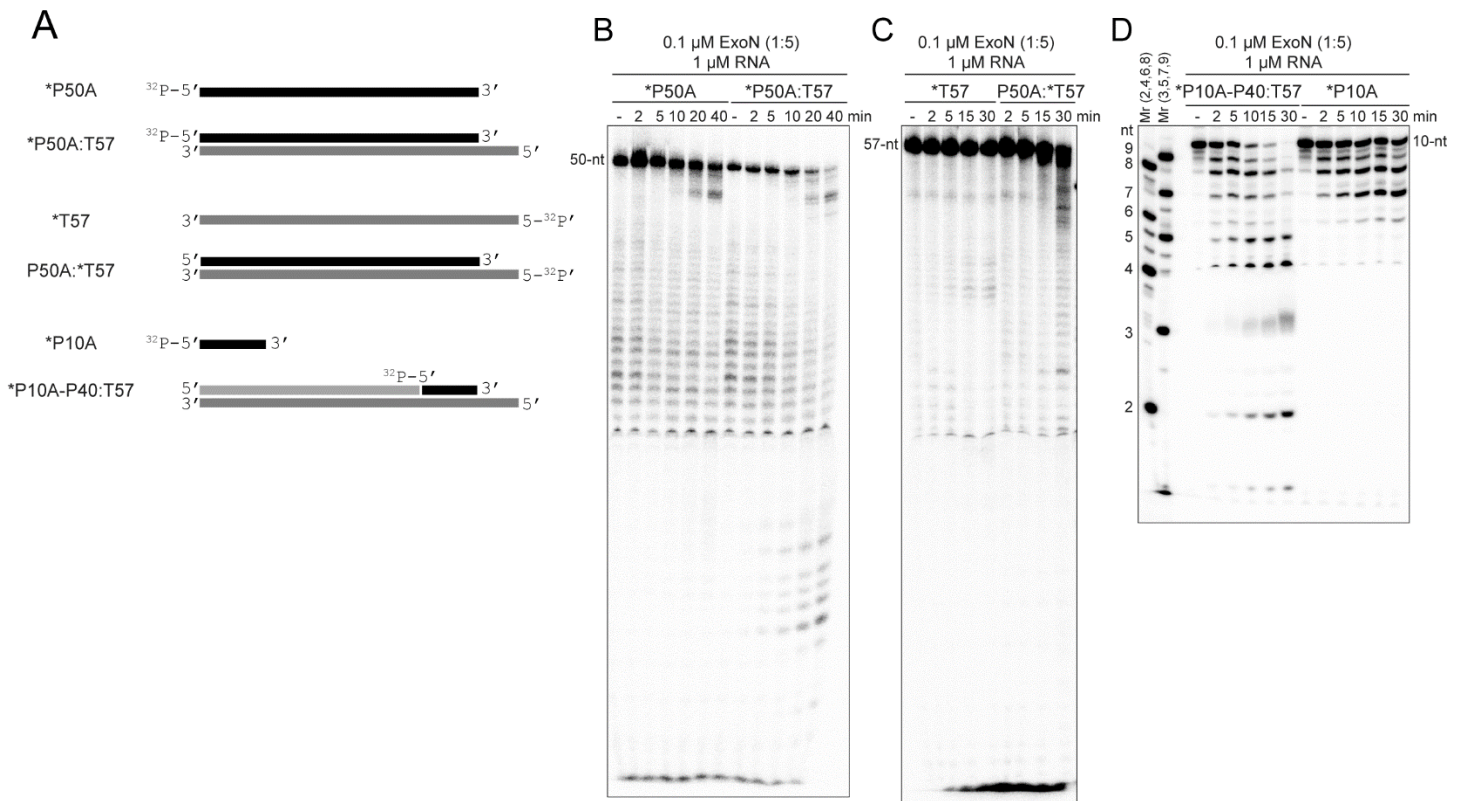 A
*P50A
32P-5′ 3′
*P50A:T57
32P-5′ 3′
3′ 5′
*T57
3′ 5-32P′
P50A:*T57
5′ 3′
3′ 5-32P′
*P10A
32P-5′ 3′
*P10A-P40:T57
32P-5′
5′ 3′
3′ 5′
B
0.1 µM ExoN (1:5)
1 µM RNA
*P50A *P50A:T57
- 2 5 10 20 40 - 2 5 10 20 40 min
50-nt
C
0.1 µM ExoN (1:5)
1 µM RNA
*T57 P50A:*T57
- 2 5 15 30 2 5 15 30 min
57-nt
D
Mr (2,4,6,8)
Mr (3,5,7,9)
0.1 µM ExoN (1:5)
1 µM RNA
*P10A-P40:T57 *P10A
- 2 5 10 15 30 - 2 5 10 15 30 min
nt
9
8
7
6
5
4
3
2
10-nt